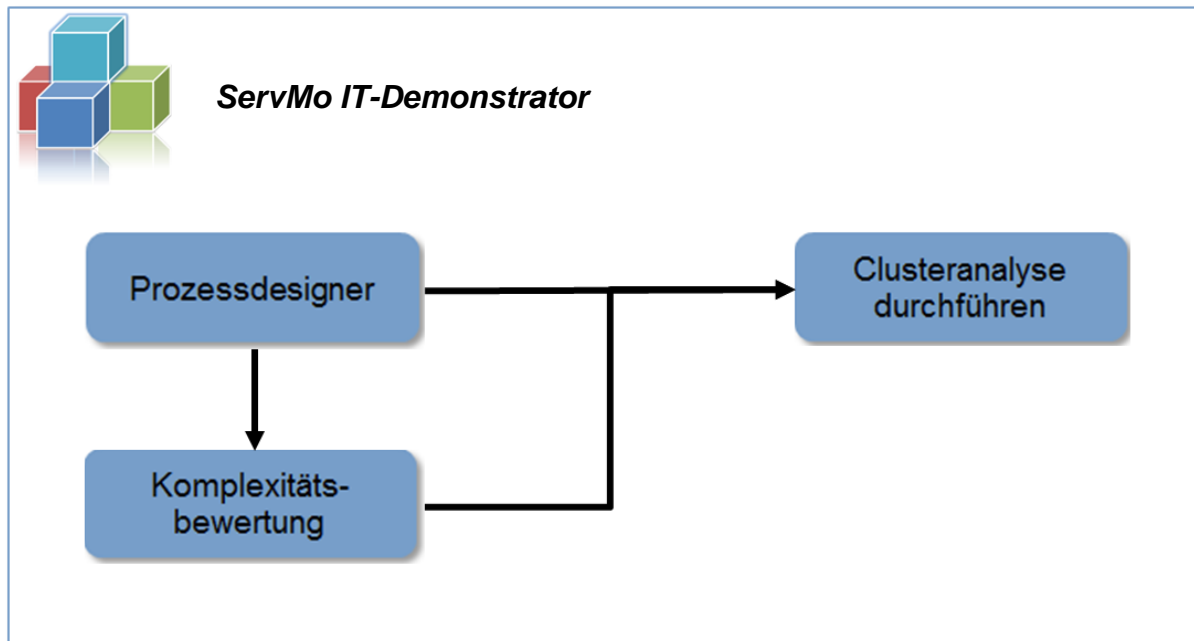 ServMo IT-Demonstrator
Prozessdesigner
Clusteranalyse
durchführen
Komplexitäts-
bewertung